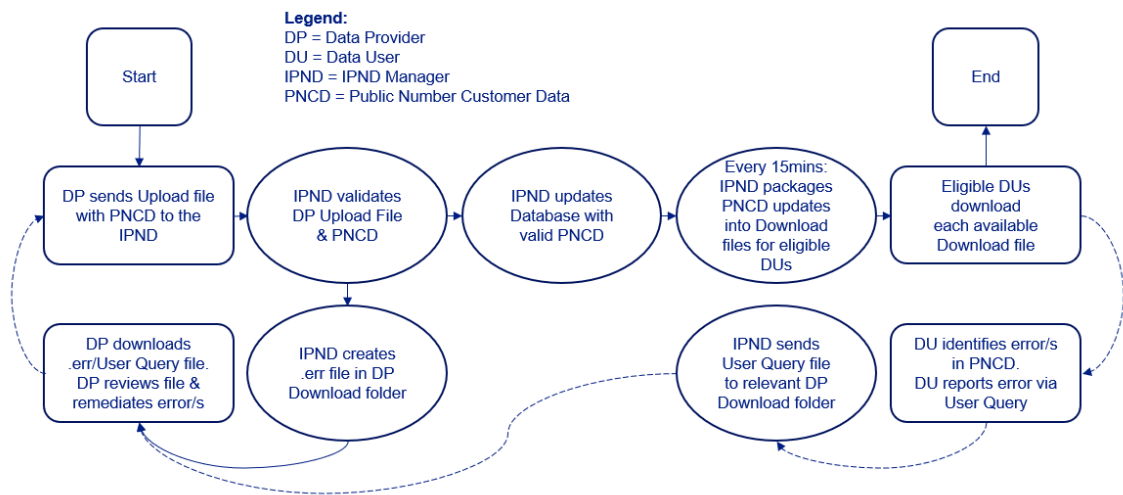 Legend:
DP = Data Provider
DU = Data User
IPND = IPND Manager
PNCD = Public Number Customer Data
Start
End
DP sends Upload file
with PNCD to the
IPND
IPND validates
DP Upload File
& PNCD
IPND updates
Database with
valid PNCD
Every 15mins:
IPND packages
PNCD updates
into Download
files for eligible
DUs
Eligible DUs
download
each available
Download file
DP downloads
.err/User Query file.
DP reviews file &
remediates error/s
IPND creates
.err file in DP
Download folder
IPND sends
User Query file
to relevant DP
Download folder
DU identifies error/s
in PNCD.
DU reports error via
User Query